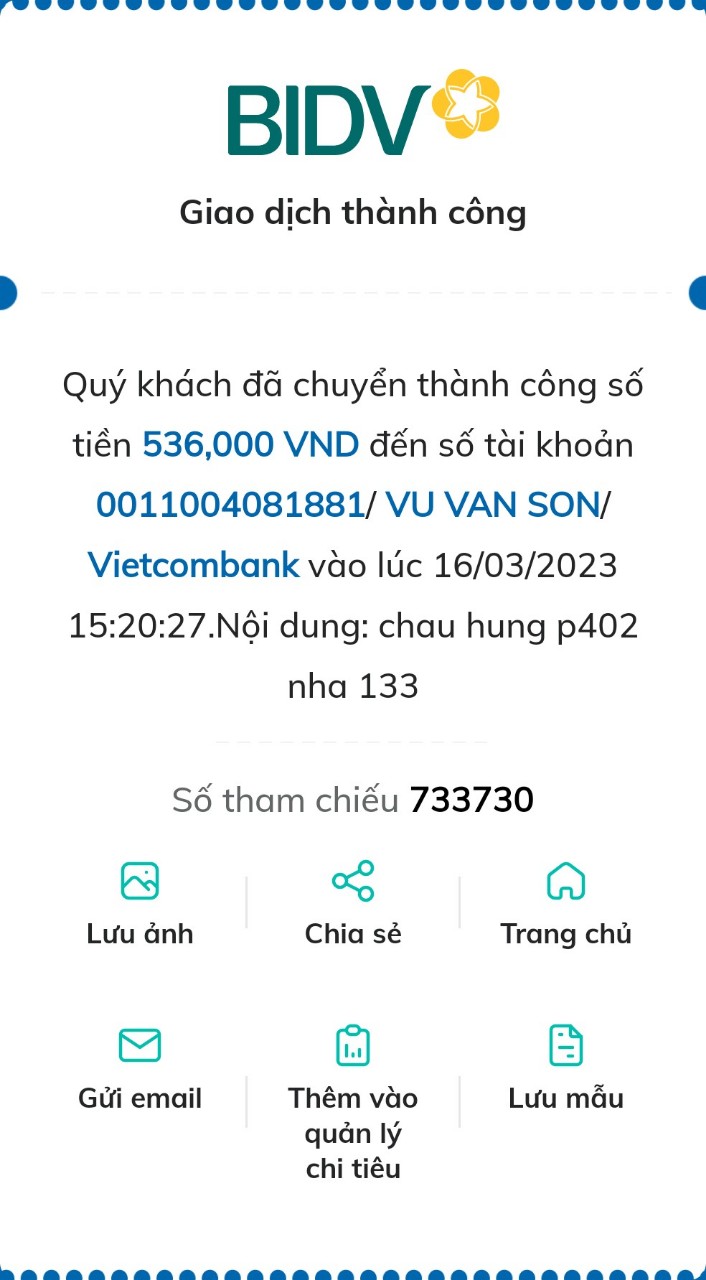 BIDV
Giao dịch thành công
Quý khách đã chuyển thành công số
tiền 536,000 VND đến số tài khoản
0011004081881/ VU VAN SON/
Vietcombank vào lúc 16/03/2023
15:20:27.Nội dung: chau hung p402
nha 133
Số tham chiếu 733730
Lưu ảnh
Chia sẻ
Trang chủ
Gửi email
Thêm vào
quản lý
chi tiêu
Lưu mẫu